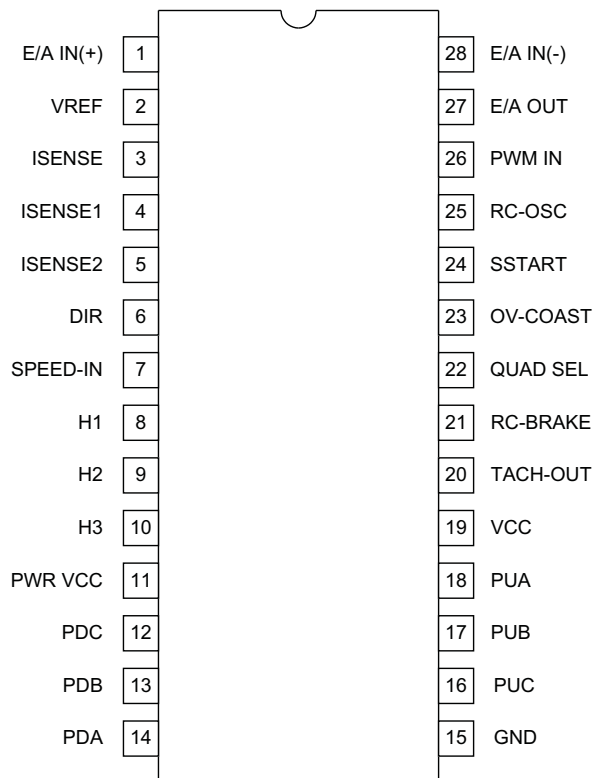 E/A IN(+) 1 28 E/A IN(-)
VREF 2 27 E/A OUT
ISENSE 3 26 PWM IN
ISENSE1 4 25 RC-OSC
ISENSE2 5 24 SSTART
DIR 6 23 OV-COAST
SPEED-IN 7 22 QUAD SEL
H1 8 21 RC-BRAKE
H2 9 20 TACH-OUT
H3 10 19 VCC
PWR VCC 11 18 PUA
PDC 12 17 PUB
PDB 13 16 PUC
PDA 14 15 GND